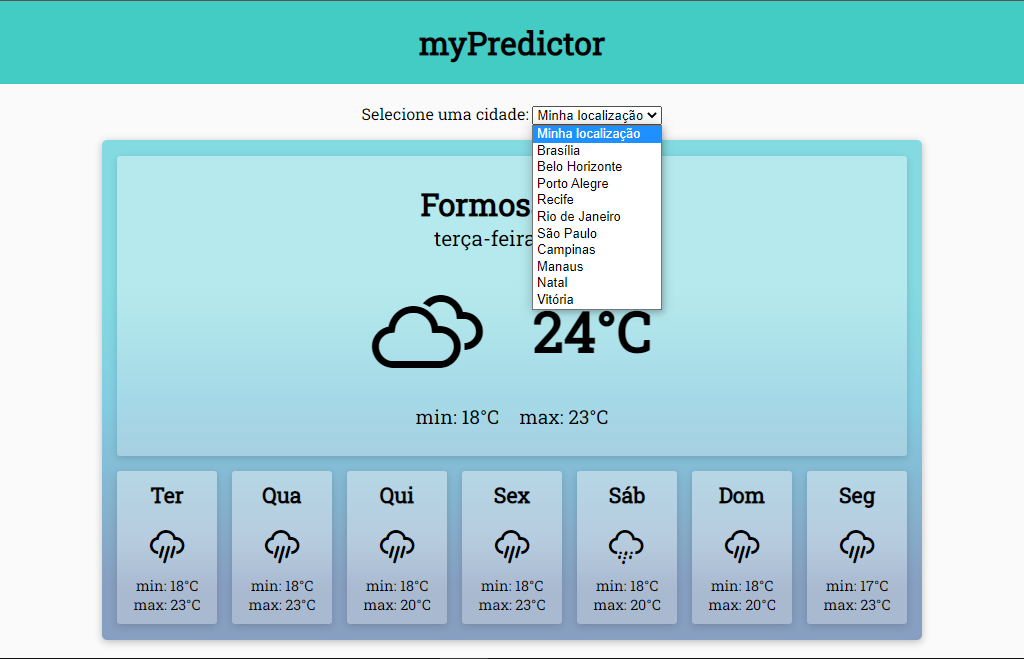 myPredictor
Selecione uma cidade: Minha localização
Minha localização
Brasília
Belo Horizonte
Porto Alegre
Recife
Rio de Janeiro
São Paulo
Campinas
Manaus
Natal
Vitória
Formos
terça-feira
24°C
min: 18°C max: 23°C
Ter Qua Qui Sex Sáb Dom Seg
min: 18°C min: 18°C min: 18°C min: 18°C min: 18°C min: 18°C min: 17°C
max: 23°C max: 23°C max: 20°C max: 23°C max: 20°C max: 20°C max: 23°C